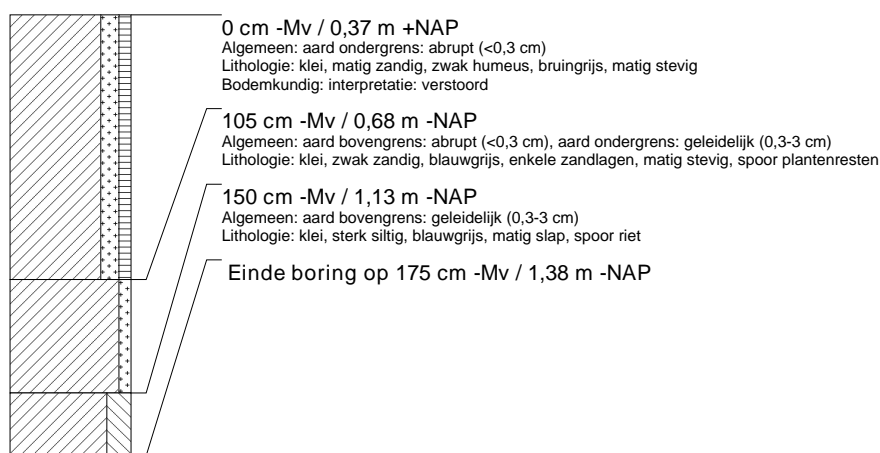 0 cm -Mv / 0,37 m +NAP
Algemeen: aard ondergrens: abrupt (<0,3 cm)
Lithologie: klei, matig zandig, zwak humeus, bruingrijs, matig stevig
Bodemkundig: interpretatie: verstoord
105 cm -Mv / 0,68 m -NAP
Algemeen: aard bovengrens: abrupt (<0,3 cm), aard ondergrens: geleidelijk (0,3-3 cm)
Lithologie: klei, zwak zandig, blauwgrijs, enkele zandlagen, matig stevig, spoor plantenresten
150 cm -Mv / 1,13 m -NAP
Algemeen: aard bovengrens: geleidelijk (0,3-3 cm)
Lithologie: klei, sterk siltig, blauwgrijs, matig slap, spoor riet
Einde boring op 175 cm -Mv / 1,38 m -NAP